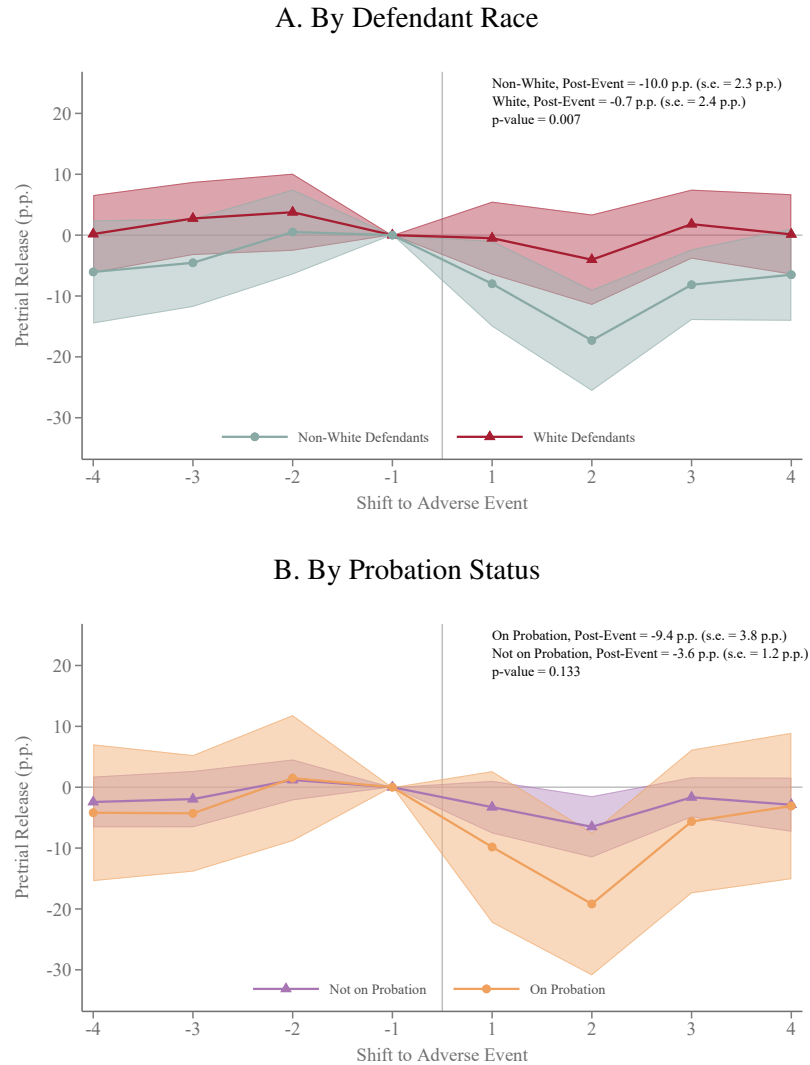 A. By Defendant Race
Non-White, Post-Event = -10.0 p.p. (s.e. = 2.3 p.p.)
White, Post-Event = -0.7 p.p. (s.e. = 2.4 p.p.)
p-value = 0.007
Pretrial Release (p.p.)
20
10
0
-10
-20
-30
Non-White Defendants
White Defendants
-4 -3 -2 -1 1 2 3 4
Shift to Adverse Event
B. By Probation Status
On Probation, Post-Event = -9.4 p.p. (s.e. = 3.8 p.p.)
Not on Probation, Post-Event = -3.6 p.p. (s.e. = 1.2 p.p.)
p-value = 0.133
Pretrial Release (p.p.)
20
10
0
-10
-20
-30
Not on Probation
On Probation
-4 -3 -2 -1 1 2 3 4
Shift to Adverse Event